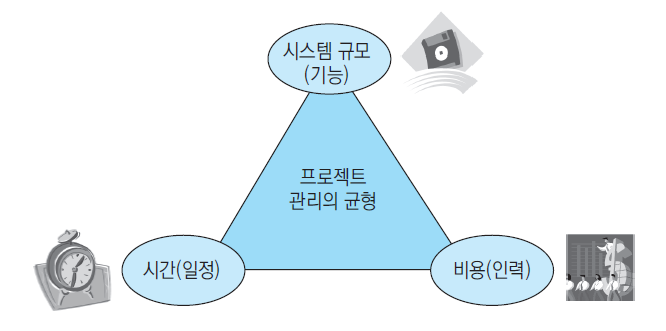 시스템 규모
(기능)
프로젝트
관리의 균형
시간(일정)
비용(인력)